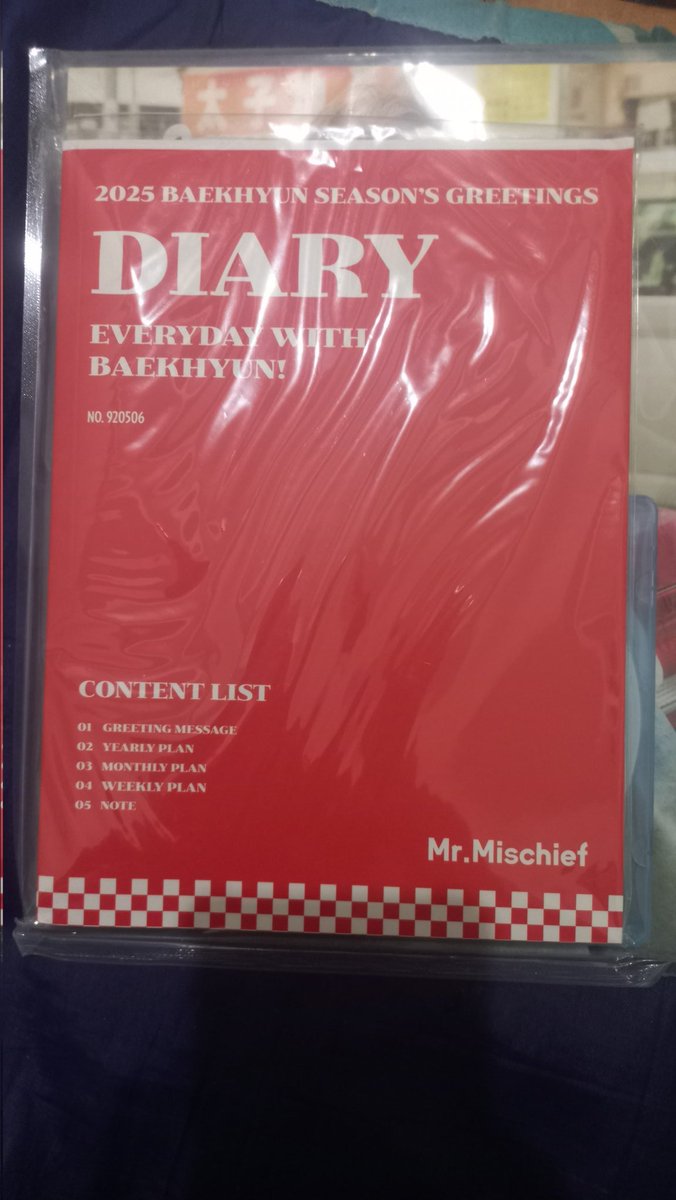 2025 BAEKHYUN SEASON'S GREETINGS
DIARY
EVERYDAY WITH
BAEKHYUN!
NO. 920506
CONTENT LIST
01 GREETING MESSAGE
02 YEARLY PLAN
03 MONTHLY PLAN
04 WEEKLY PLAN
05 NOTE
Mr.Mischief